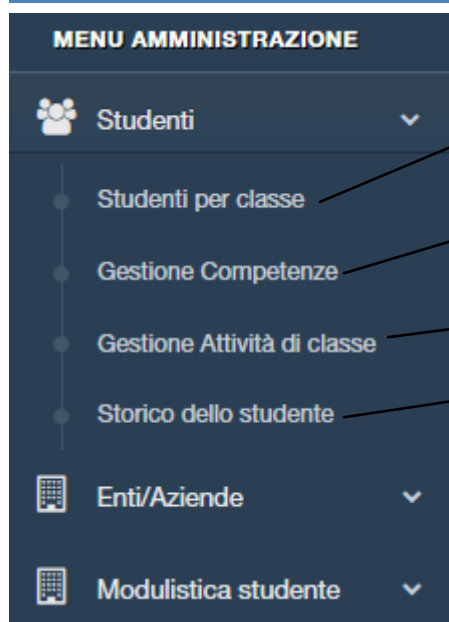 MENU AMMINISTRAZIONE
Studenti
Studenti per classe
Gestione Competenze
Gestione Attività di classe
Storico dello studente
Enti/Aziende
Modulistica studente